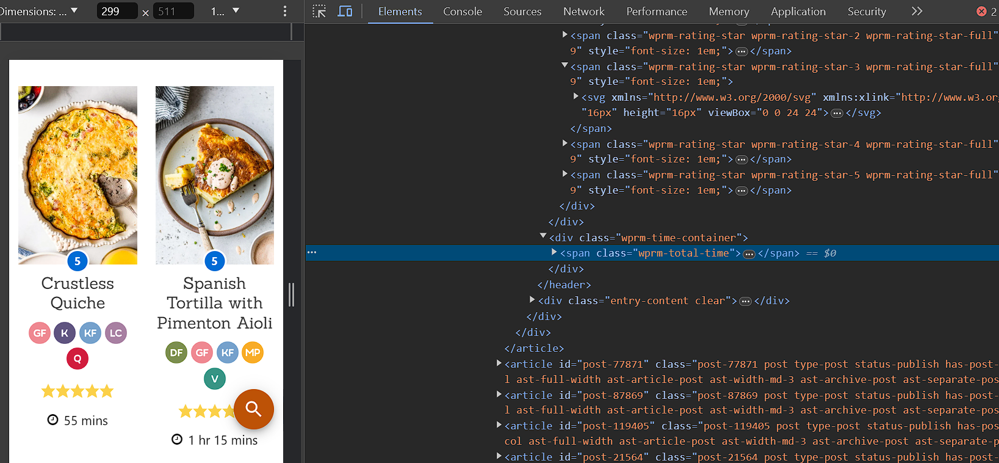 Dimensions: ... ▼ 299 × 511 1... ▼
Elements Console Sources Network Performance Memory Application Security 2
5
5
Crustless
Quiche
GF K KF LC
Q
55 mins
Spanish
Tortilla with
Pimenton Aioli
DF GF KF MP
V
1 hr 15 mins
<span class="wprm-rating-star wprm-rating-star-2 wprm-rating-star-full"
9" style="font-size: 1em;">…</span>
<span class="wprm-rating-star wprm-rating-star-3 wprm-rating-star-full"
9" style="font-size: 1em;">
<svg xmlns="http://www.w3.org/2000/svg" xmlns:xlink="http://www.w3.or
"16px" height="16px" viewBox="0 0 24 24">…</svg>
</span>
<span class="wprm-rating-star wprm-rating-star-4 wprm-rating-star-full"
9" style="font-size: 1em;">…</span>
<span class="wprm-rating-star wprm-rating-star-5 wprm-rating-star-full"
9" style="font-size: 1em;">…</span>
</div>
</div>
<div class="wprm-time-container">
<span class="wprm-total-time">…</span> == $0
</div>
</header>
<div class="entry-content clear">…</div>
</div>
</div>
</article>
<article id="post-77871" class="post-77871 post type-post status-publish has-post-
l ast-full-width ast-article-post ast-width-md-3 ast-archive-post ast-separate-pos
<article id="post-87869" class="post-87869 post type-post status-publish has-post-
l ast-full-width ast-article-post ast-width-md-3 ast-archive-post ast-separate-pos
<article id="post-119405" class="post-119405 post type-post status-publish has-pos
col ast-full-width ast-article-post ast-width-md-3 ast-archive-post ast-separate-p
<article id="post-21564" class="post-21564 post type-post status-publish has-post-